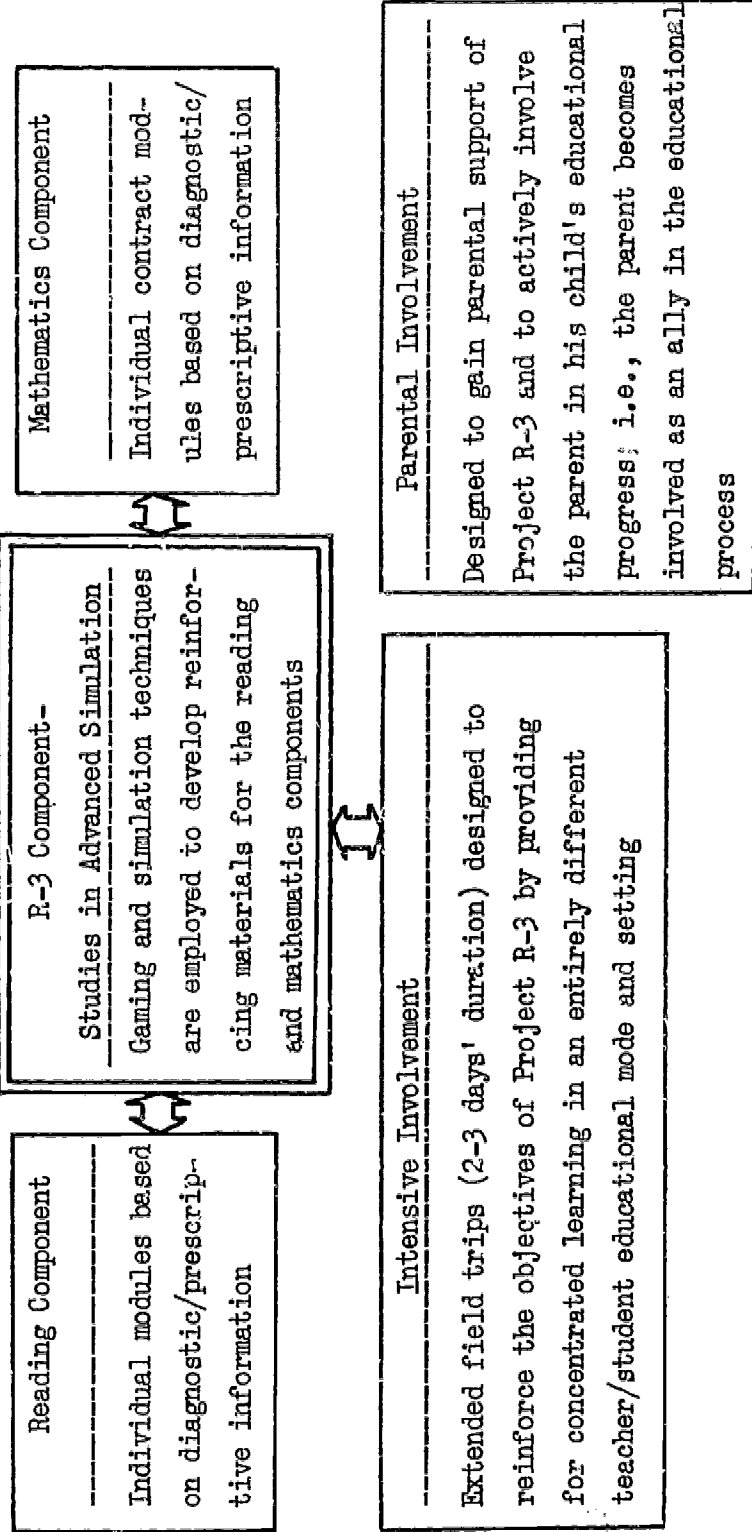 Reading Component
Individual modules based
on diagnostic/prescrip-
tive information
R-3 Component-
Studies in Advanced Simulation
Gaming and simulation techniques
are employed to develop reinfor-
cing materials for the reading
and mathematics components
Mathematics Component
Individual contract mod-
ules based on diagnostic/
prescriptive information
Intensive Involvement
Extended field trips (2-3 days' duration) designed to
reinforce the objectives of Project R-3 by providing
for concentrated learning in an entirely different
teacher/student educational mode and setting
Parental Involvement
Designed to gain parental support of
Project R-3 and to actively involve
the parent in his child's educational
progress; i.e., the parent becomes
involved as an ally in the educational
process